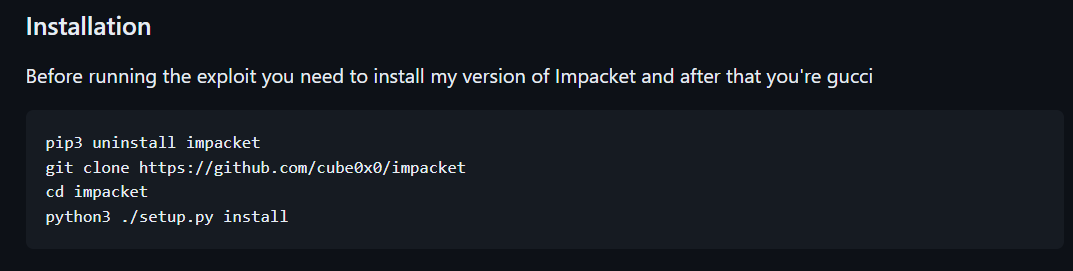 Installation
Before running the exploit you need to install my version of Impacket and after that you're gucci
pip3 uninstall impacket
git clone https://github.com/cube0x0/impacket
cd impacket
python3 ./setup.py install